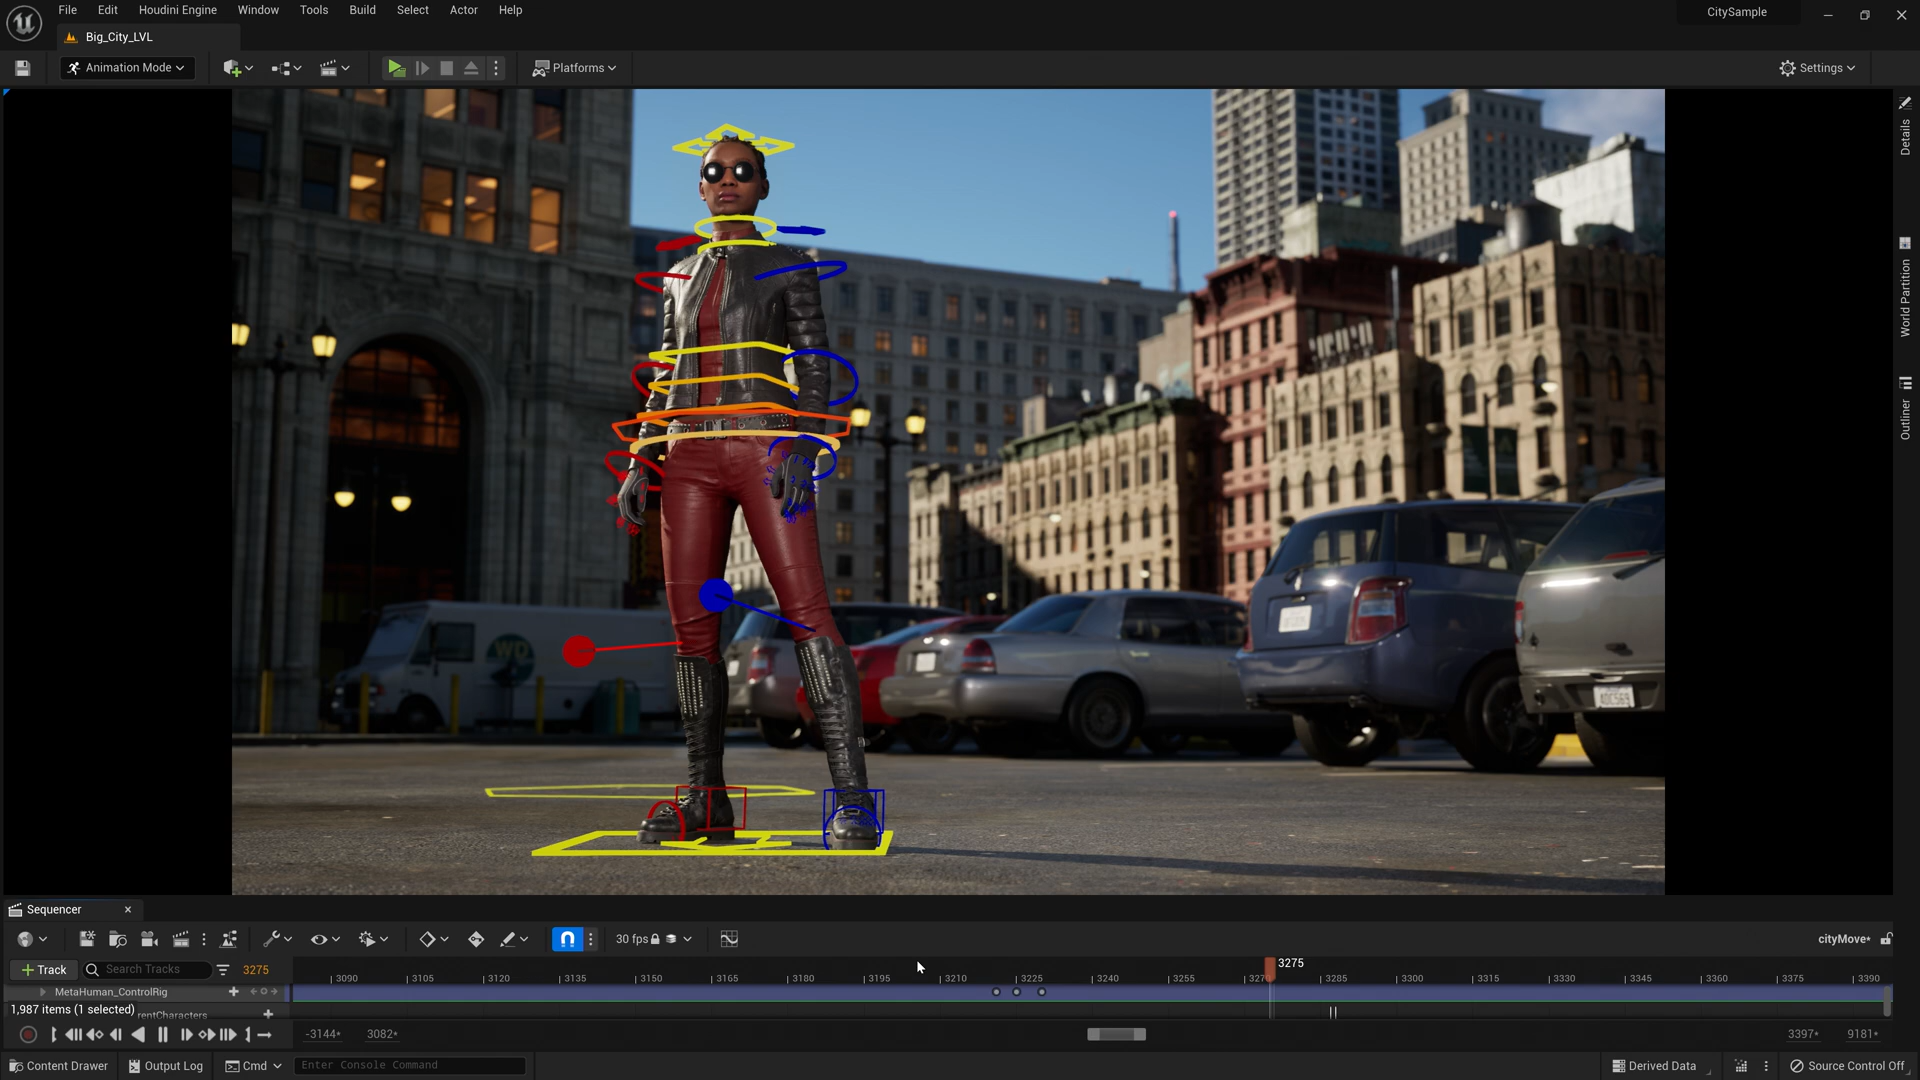 File Edit Window Houdini Engine Tools Build Select Actor Help
CitySample
Big_City_LVL
Animation Mode
Platforms
Settings
Details
World Partition
Outliner
WD
Sequencer
30 fps
cityMove*
Track
Search Tracks
3275
3275
3090 3105 3120 3135 3150 3165 3180 3195 3210 3225 3240 3255 3270 3285 3300 3315 3330 3345 3360 3375 3390
MetaHuman_ControlRig
1,987 items (1 selected)
rentCharacters
-3144* 3082* 3397* 9181*
Content Drawer Output Log Cmd Enter Console Command Derived Data Source Control Off